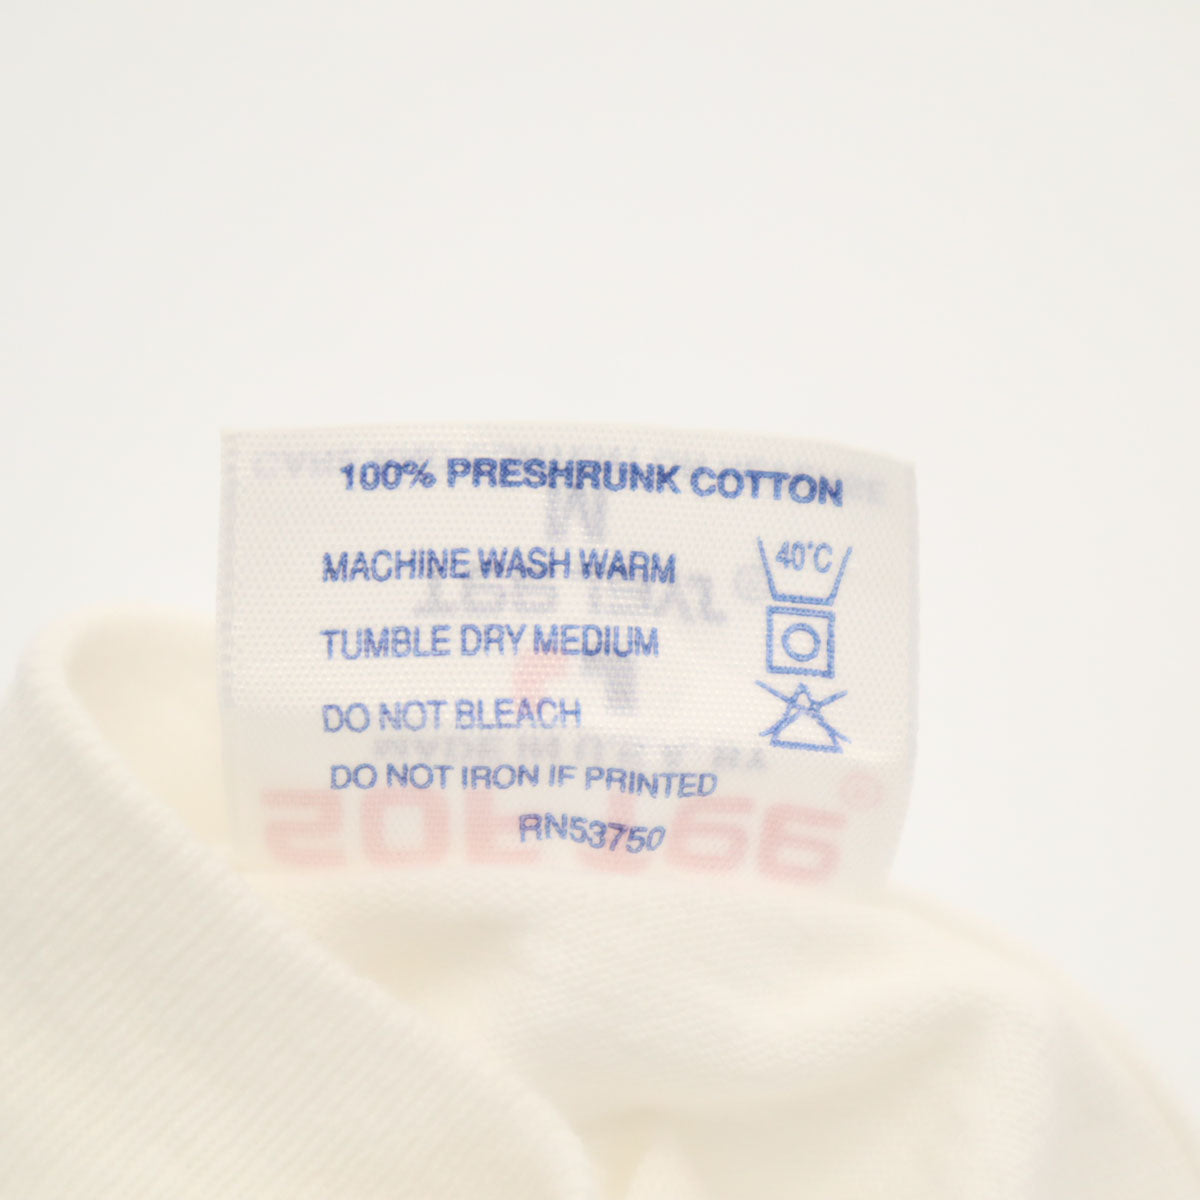 100% PRESHRUNK COTTON
MACHINE WASH WARM
40°C
TUMBLE DRY MEDIUM
DO NOT BLEACH
DO NOT IRON IF PRINTED
RN53750